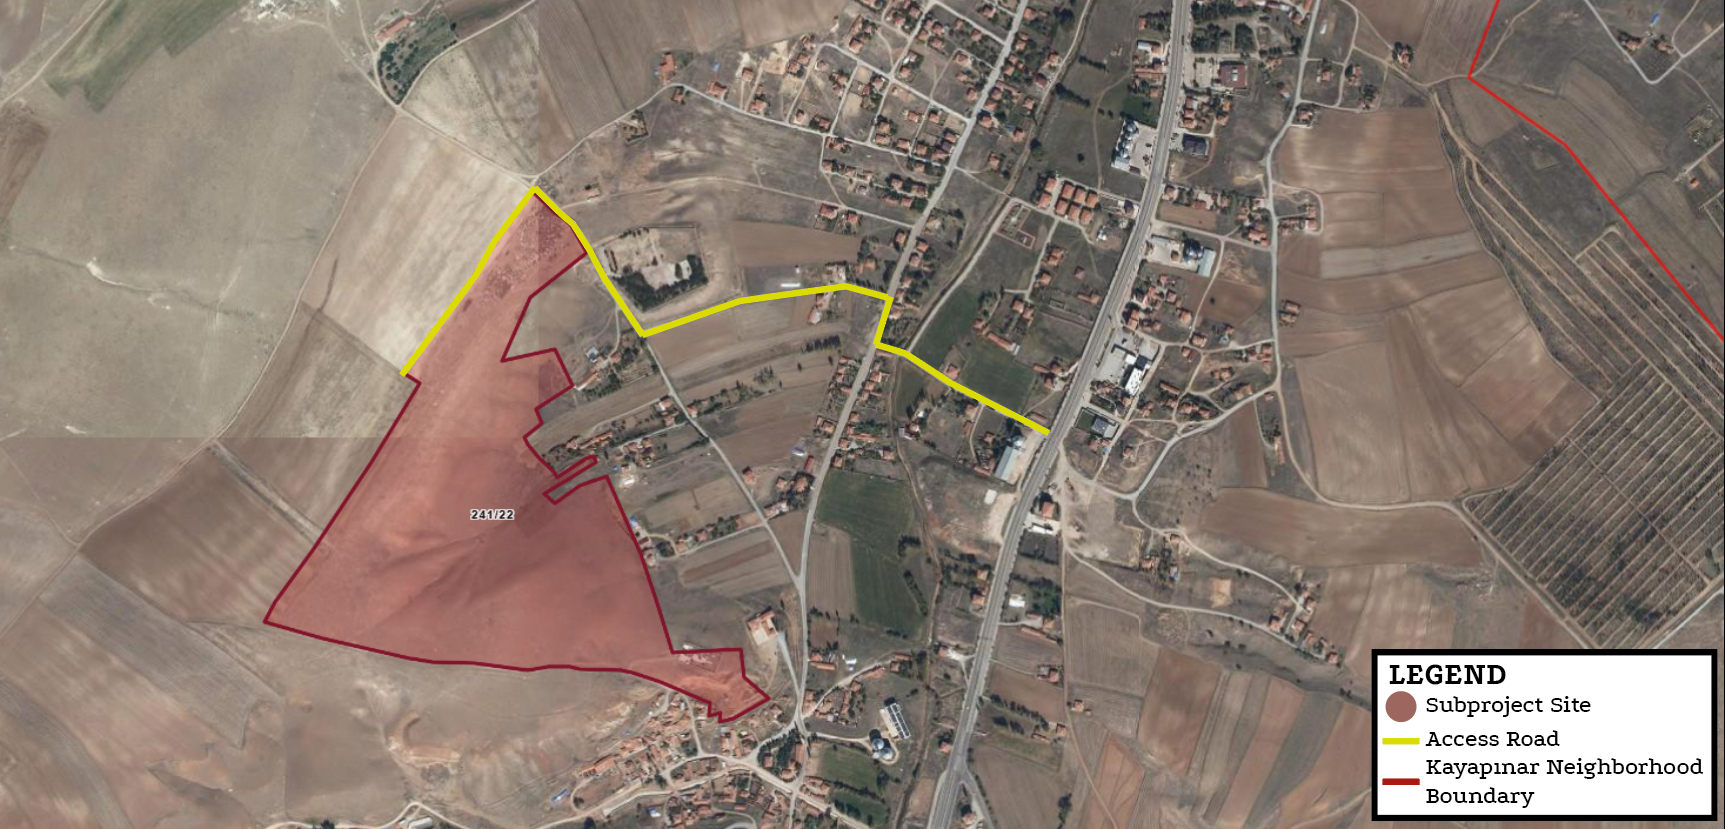 241/22
LEGEND
Subproject Site
Access Road
Kayapınar Neighborhood
Boundary